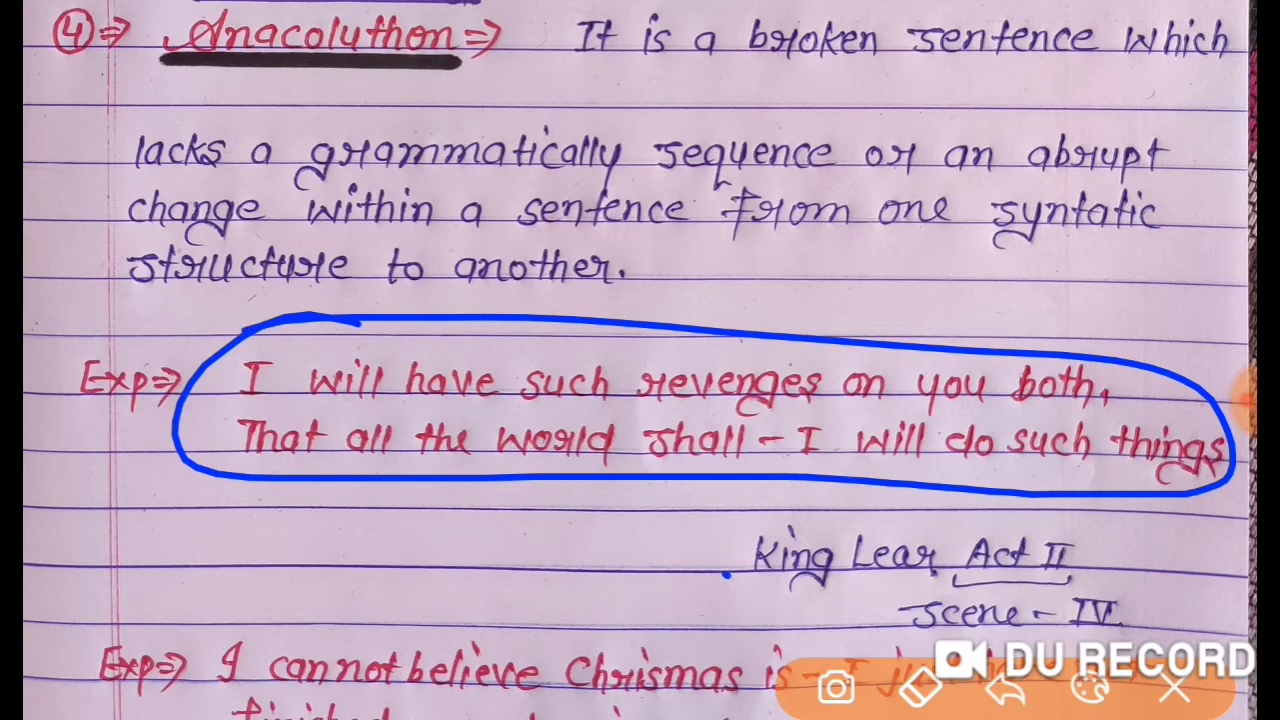 ④⇒ Anacoluthon⇒ It is a broken sentence which
lacks a grammatically sequence or an abrupt
change within a sentence from one syntatic
structure to another.
Exp⇒ I will have such revenges on you both,
That all the world shall – I will do such things
King Lear Act II
Scene - IV
Exp⇒ I cannot believe Chrismas is - I
DU RECORD
finished